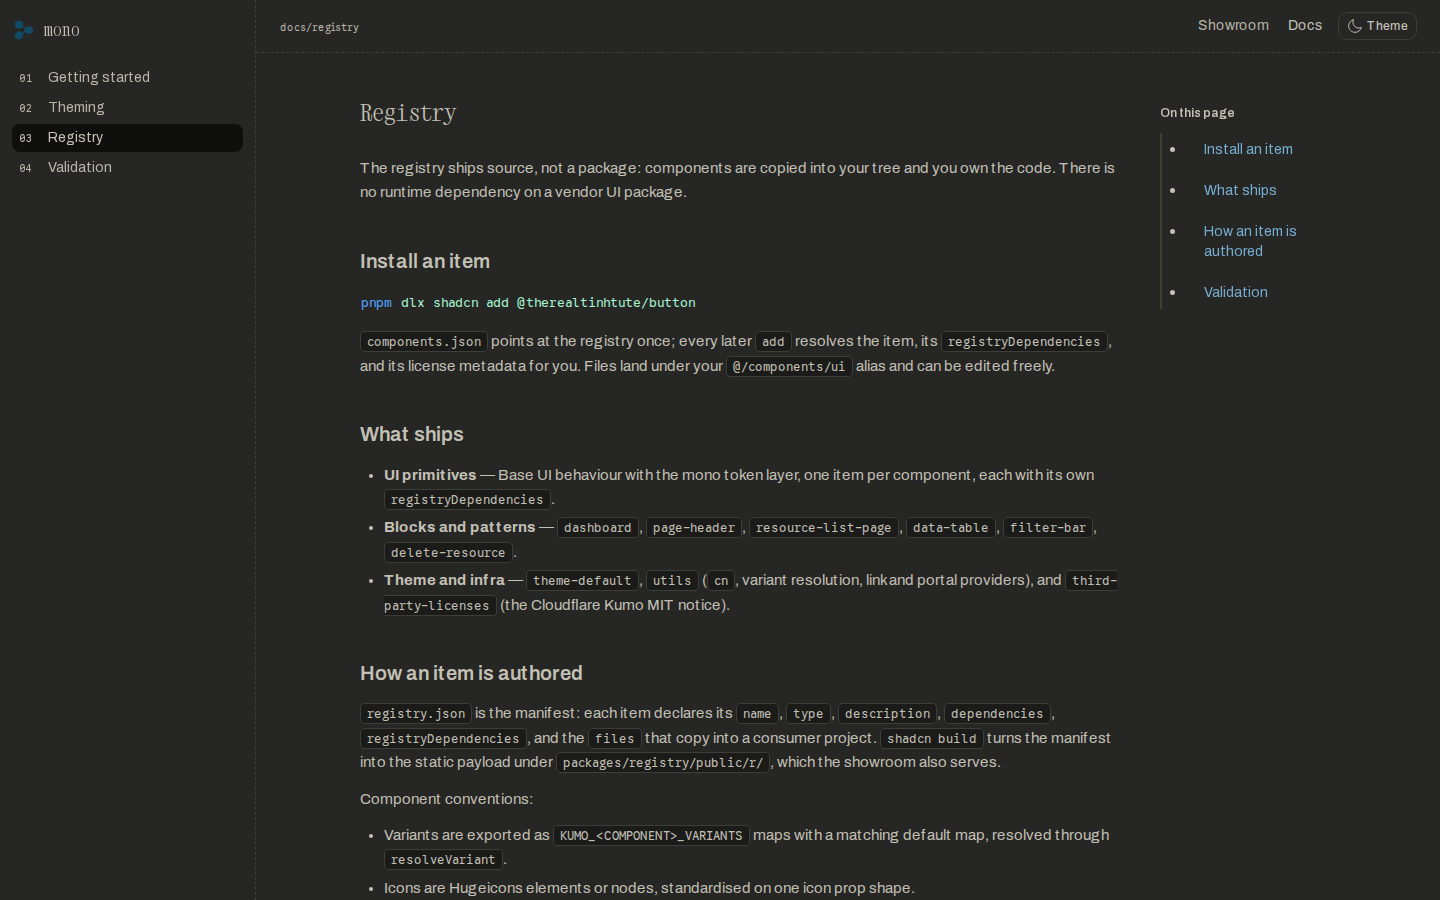 mono
01 Getting started
02 Theming
03 Registry
04 Validation
docs/registry
Showroom Docs Theme
Registry
The registry ships source, not a package: components are copied into your tree and you own the code. There is
no runtime dependency on a vendor UI package.
Install an item
pnpm dlx shadcn add @therealtinhtute/button
components.json points at the registry once; every later add resolves the item, its registryDependencies,
and its license metadata for you. Files land under your @/components/ui alias and can be edited freely.
What ships
• UI primitives — Base UI behaviour with the mono token layer, one item per component, each with its own
registryDependencies.
• Blocks and patterns — dashboard, page-header, resource-list-page, data-table, filter-bar,
delete-resource.
• Theme and infra — theme-default, utils (cn, variant resolution, link and portal providers), and third-
party-licenses (the Cloudflare Kumo MIT notice).
How an item is authored
registry.json is the manifest: each item declares its name, type, description, dependencies,
registryDependencies, and the files that copy into a consumer project. shadcn build turns the manifest
into the static payload under packages/registry/public/r/, which the showroom also serves.
Component conventions:
• Variants are exported as KUMO_<COMPONENT>_VARIANTS maps with a matching default map, resolved through
resolveVariant.
• Icons are Hugeicons elements or nodes, standardised on one icon prop shape.
On this page
• Install an item
• What ships
• How an item is
authored
• Validation